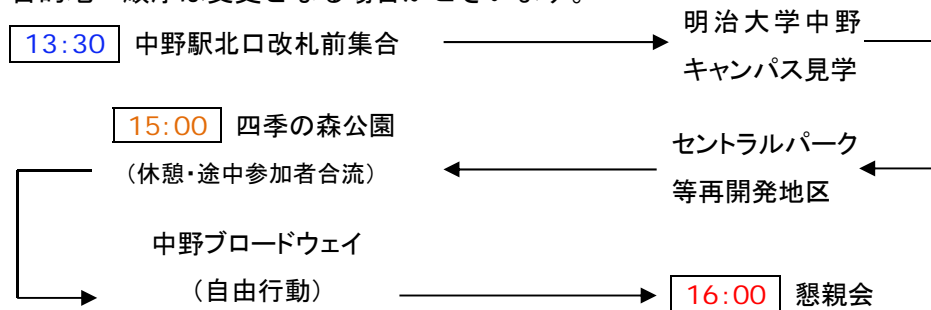 13:30 中野駅北口改札前集合
明治大学中野
キャンパス見学
セントラルパーク
等再開発地区
15:00 四季の森公園
（休憩・途中参加者合流）
中野ブロードウェイ
（自由行動）
16:00 懇親会